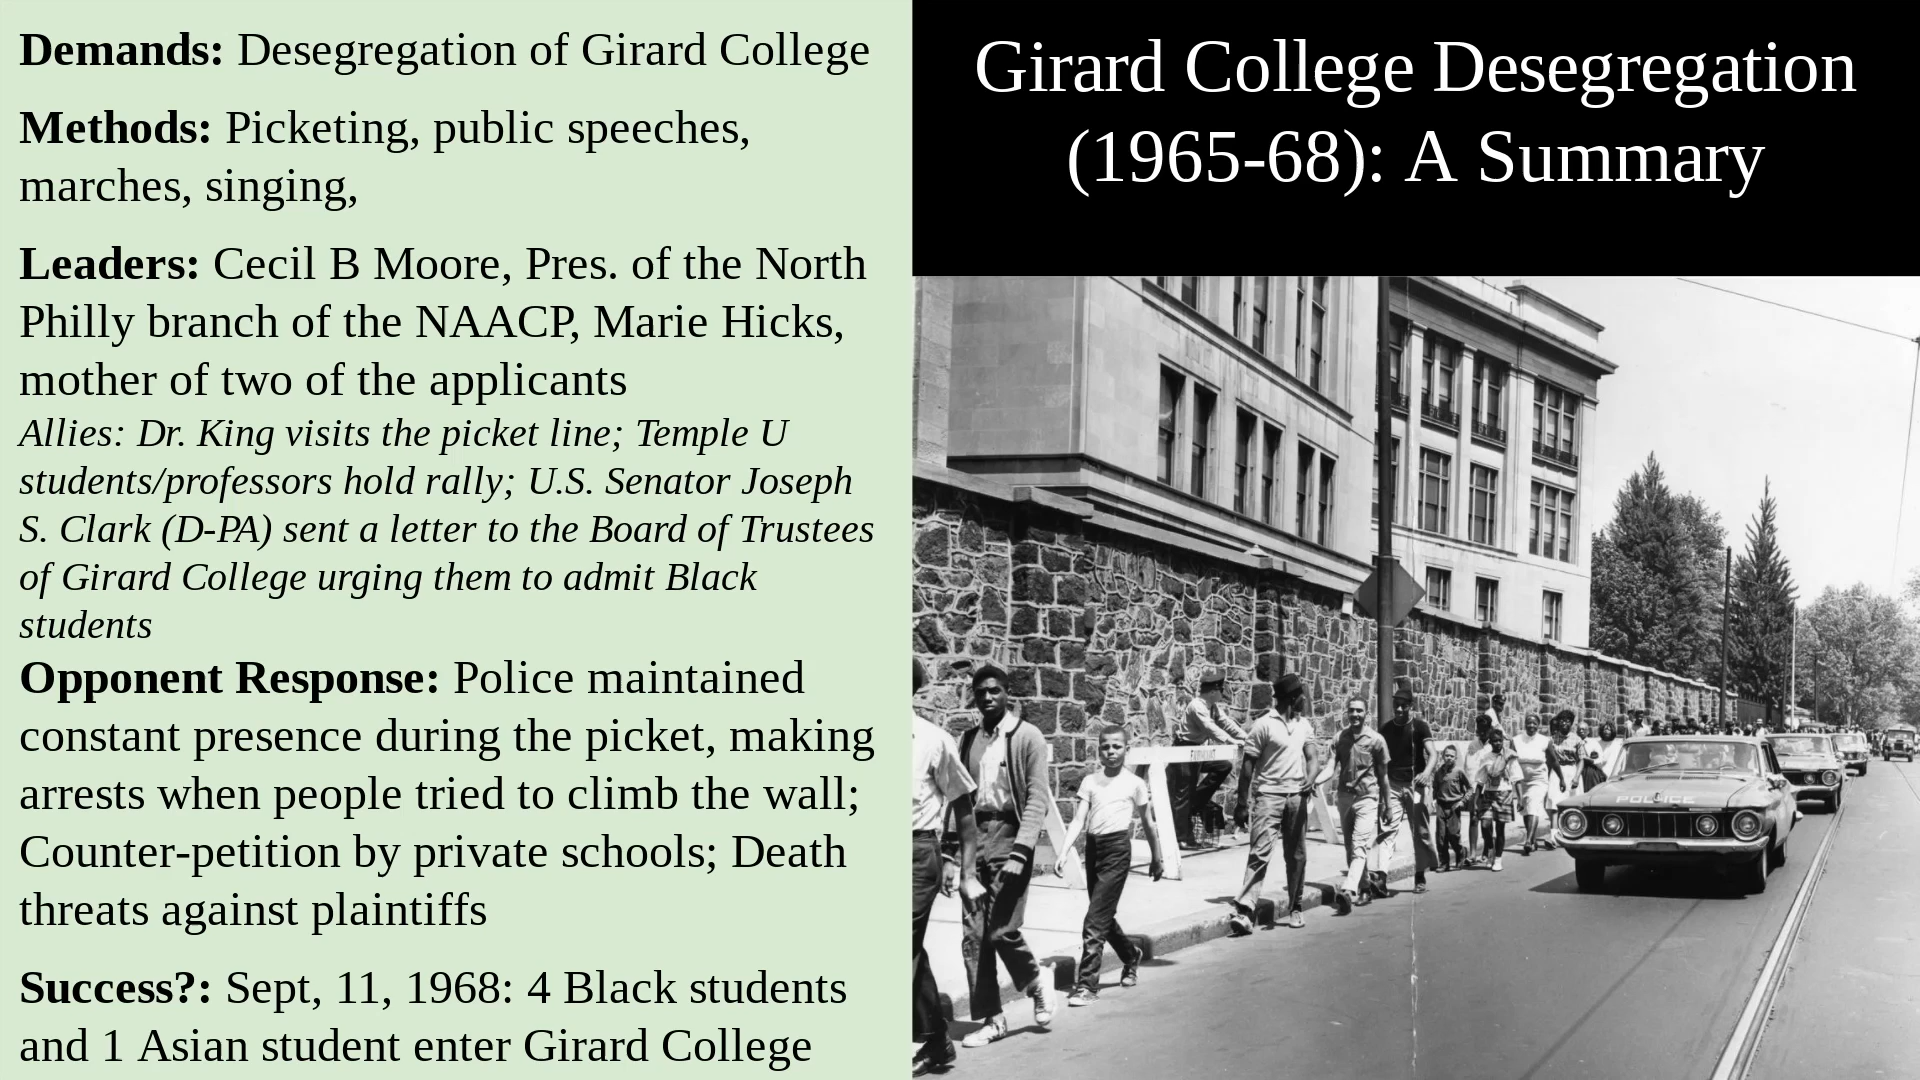 Demands: Desegregation of Girard College
Methods: Picketing, public speeches,
marches, singing,
Leaders: Cecil B Moore, Pres. of the North
Philly branch of the NAACP, Marie Hicks,
mother of two of the applicants
Allies: Dr. King visits the picket line; Temple U
students/professors hold rally; U.S. Senator Joseph
S. Clark (D-PA) sent a letter to the Board of Trustees
of Girard College urging them to admit Black
students
Opponent Response: Police maintained
constant presence during the picket, making
arrests when people tried to climb the wall;
Counter-petition by private schools; Death
threats against plaintiffs
Success?: Sept, 11, 1968: 4 Black students
and 1 Asian student enter Girard College
Girard College Desegregation
(1965-68): A Summary
POLICE